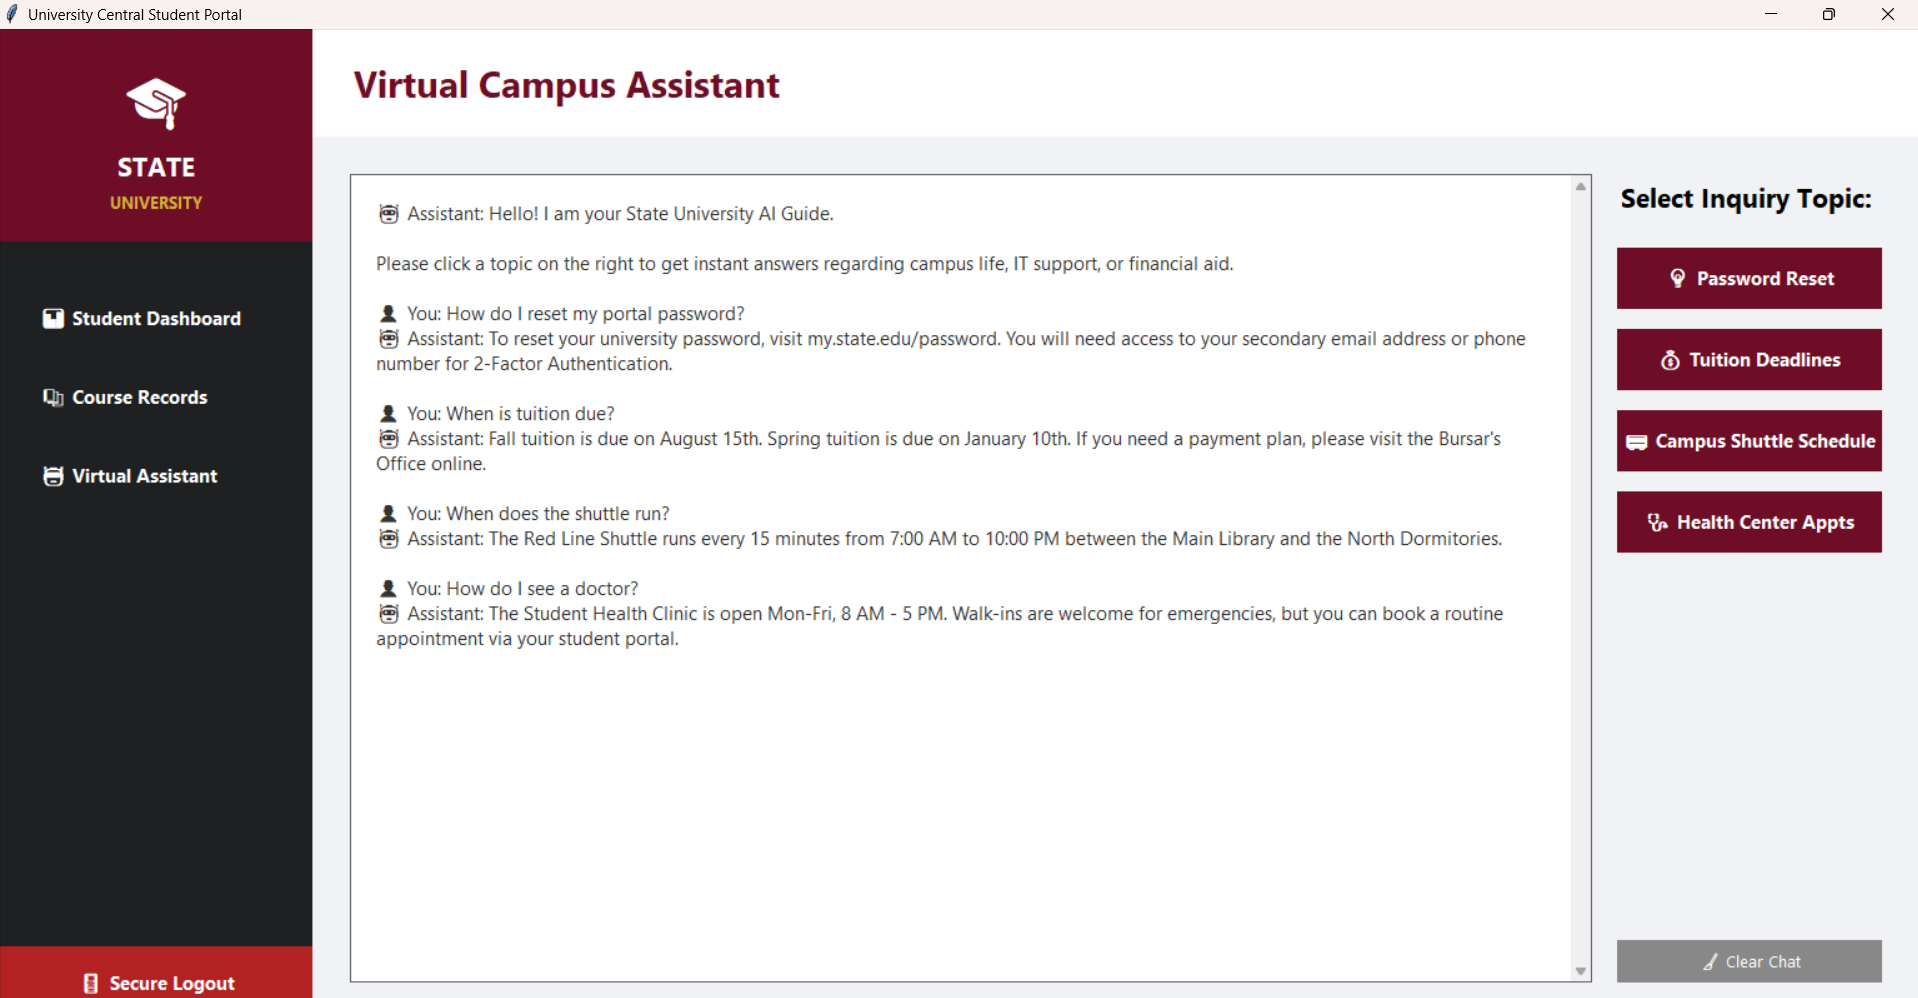 University Central Student Portal
STATE
UNIVERSITY
Student Dashboard
Course Records
Virtual Assistant
Secure Logout
Virtual Campus Assistant
Assistant: Hello! I am your State University AI Guide.
Please click a topic on the right to get instant answers regarding campus life, IT support, or financial aid.
You: How do I reset my portal password?
Assistant: To reset your university password, visit my.state.edu/password. You will need access to your secondary email address or phone
number for 2-Factor Authentication.
You: When is tuition due?
Assistant: Fall tuition is due on August 15th. Spring tuition is due on January 10th. If you need a payment plan, please visit the Bursar's
Office online.
You: When does the shuttle run?
Assistant: The Red Line Shuttle runs every 15 minutes from 7:00 AM to 10:00 PM between the Main Library and the North Dormitories.
You: How do I see a doctor?
Assistant: The Student Health Clinic is open Mon-Fri, 8 AM - 5 PM. Walk-ins are welcome for emergencies, but you can book a routine
appointment via your student portal.
Select Inquiry Topic:
Password Reset
Tuition Deadlines
Campus Shuttle Schedule
Health Center Appts
Clear Chat